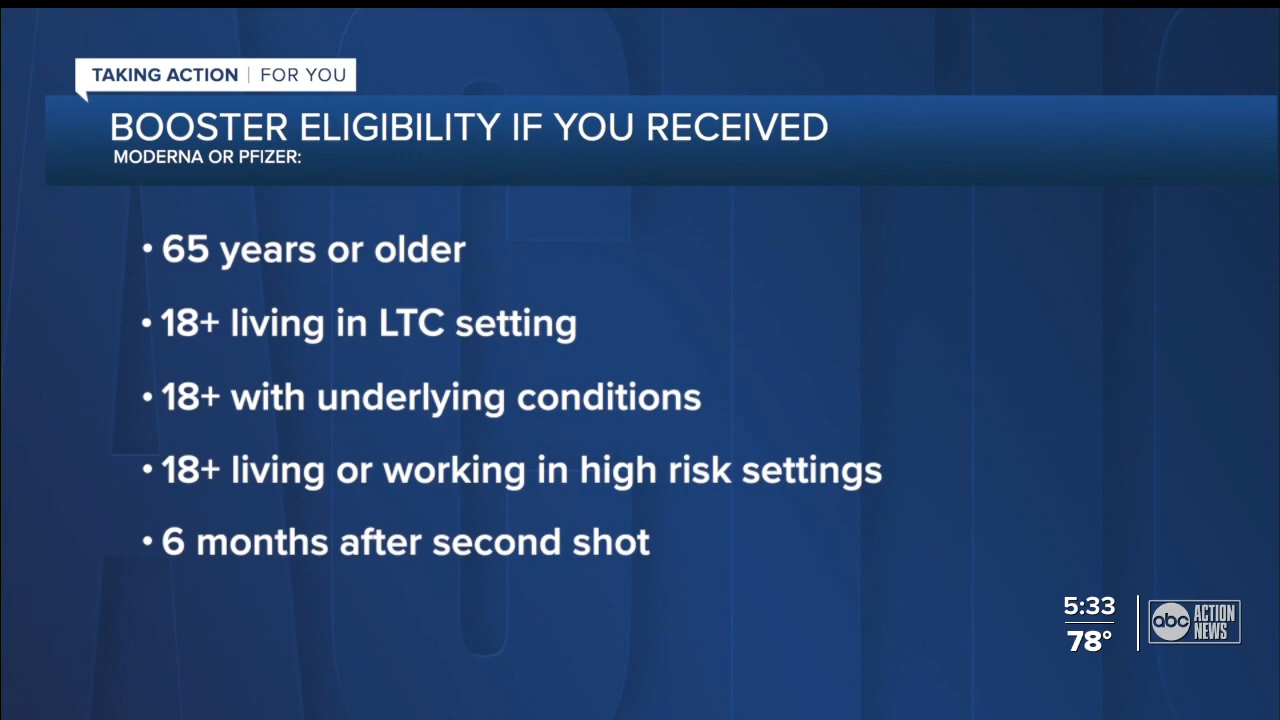 TAKING ACTION | FOR YOU
BOOSTER ELIGIBILITY IF YOU RECEIVED
MODERNA OR PFIZER:
• 65 years or older
• 18+ living in LTC setting
• 18+ with underlying conditions
• 18+ living or working in high risk settings
• 6 months after second shot
5:33
78°
abc ACTION
NEWS